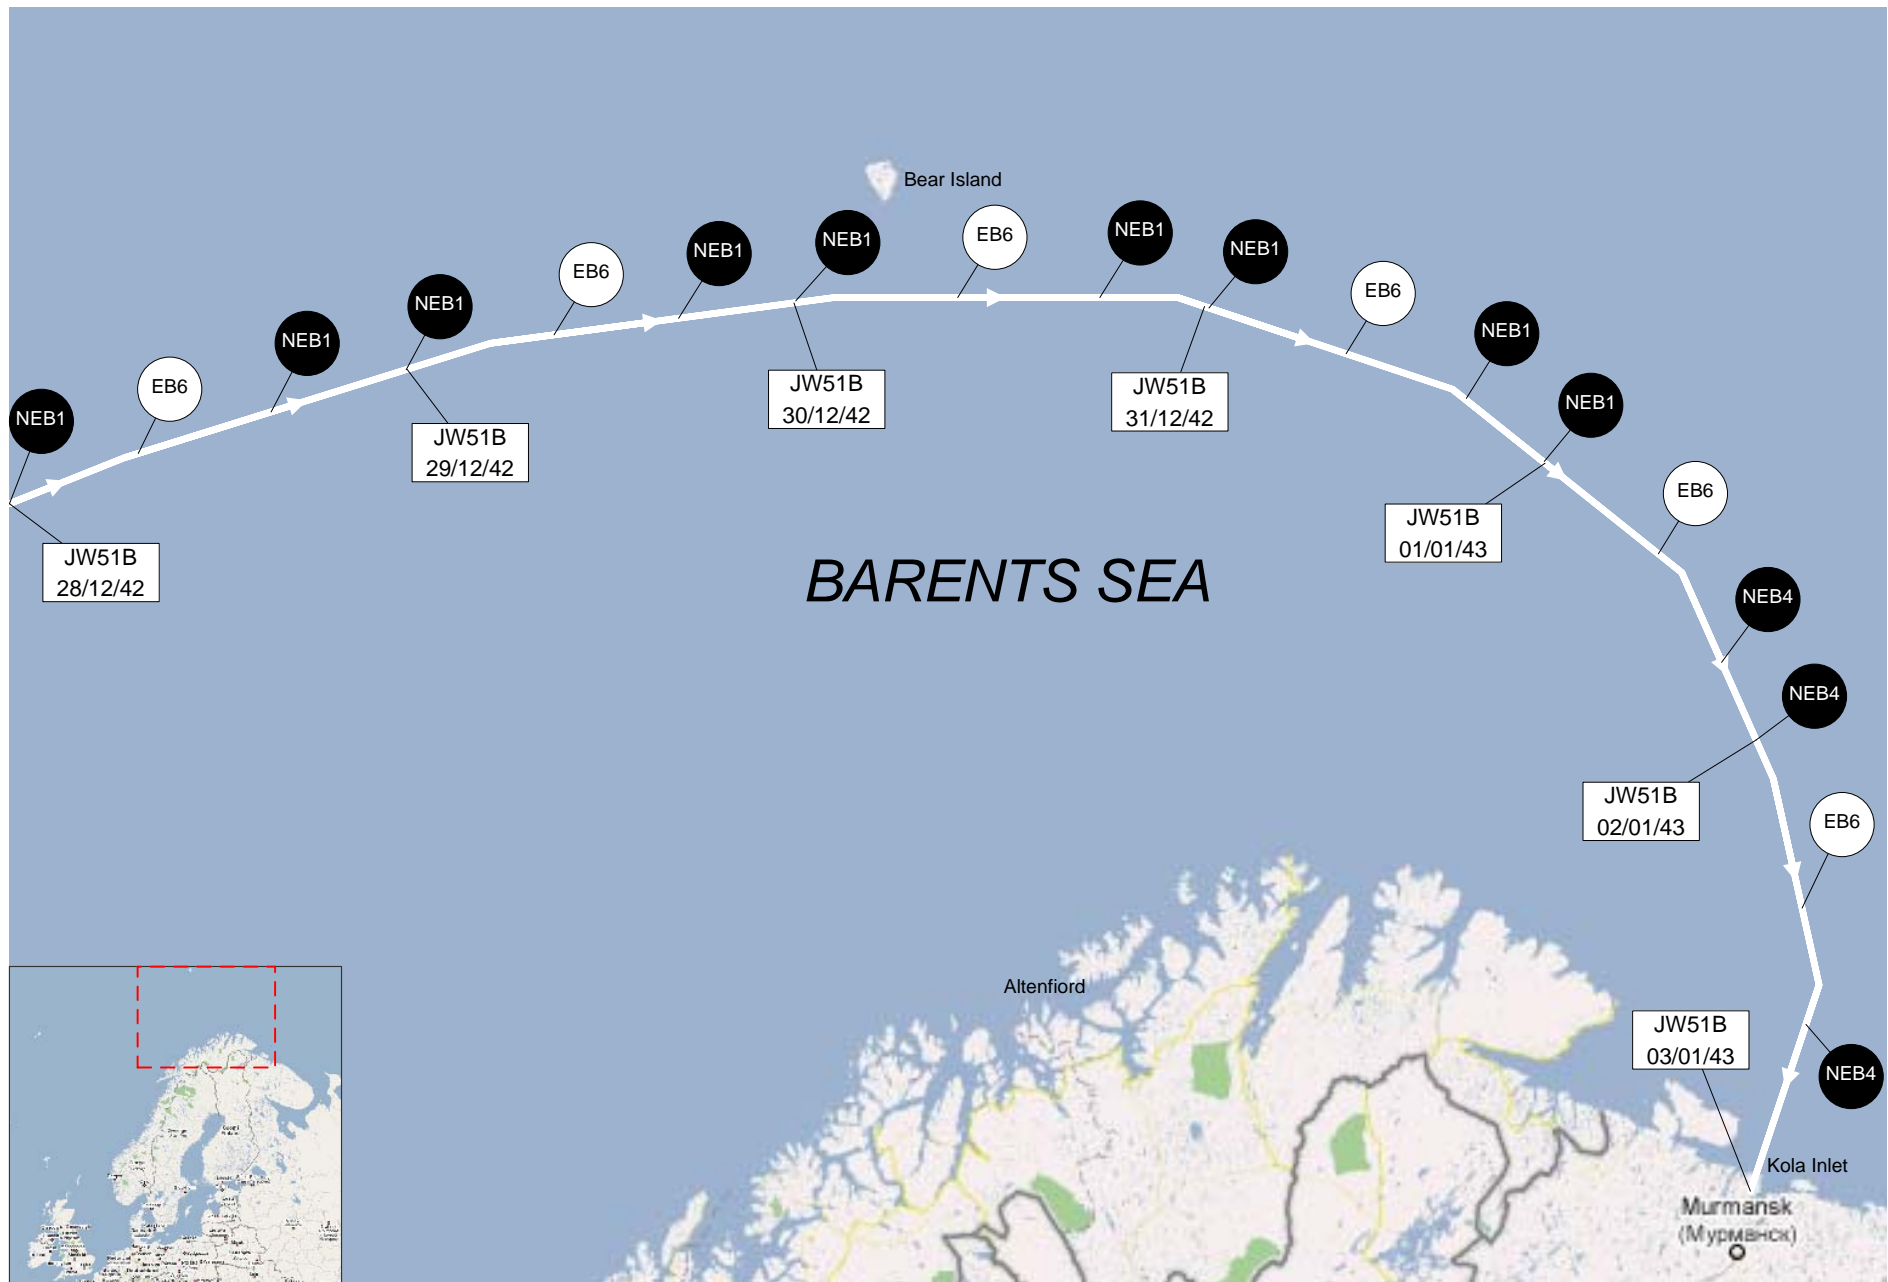 Bear Island
NEB1
EB6
NEB1
NEB1
EB6
NEB1
NEB1
EB6
NEB1
NEB1
EB6
NEB1
NEB1
EB6
NEB4
NEB4
EB6
NEB4
JW51B
28/12/42
JW51B
29/12/42
JW51B
30/12/42
JW51B
31/12/42
JW51B
01/01/43
JW51B
02/01/43
JW51B
03/01/43
BARENTS SEA
Altenfiord
Kola Inlet
Murmansk
(Мурманск)